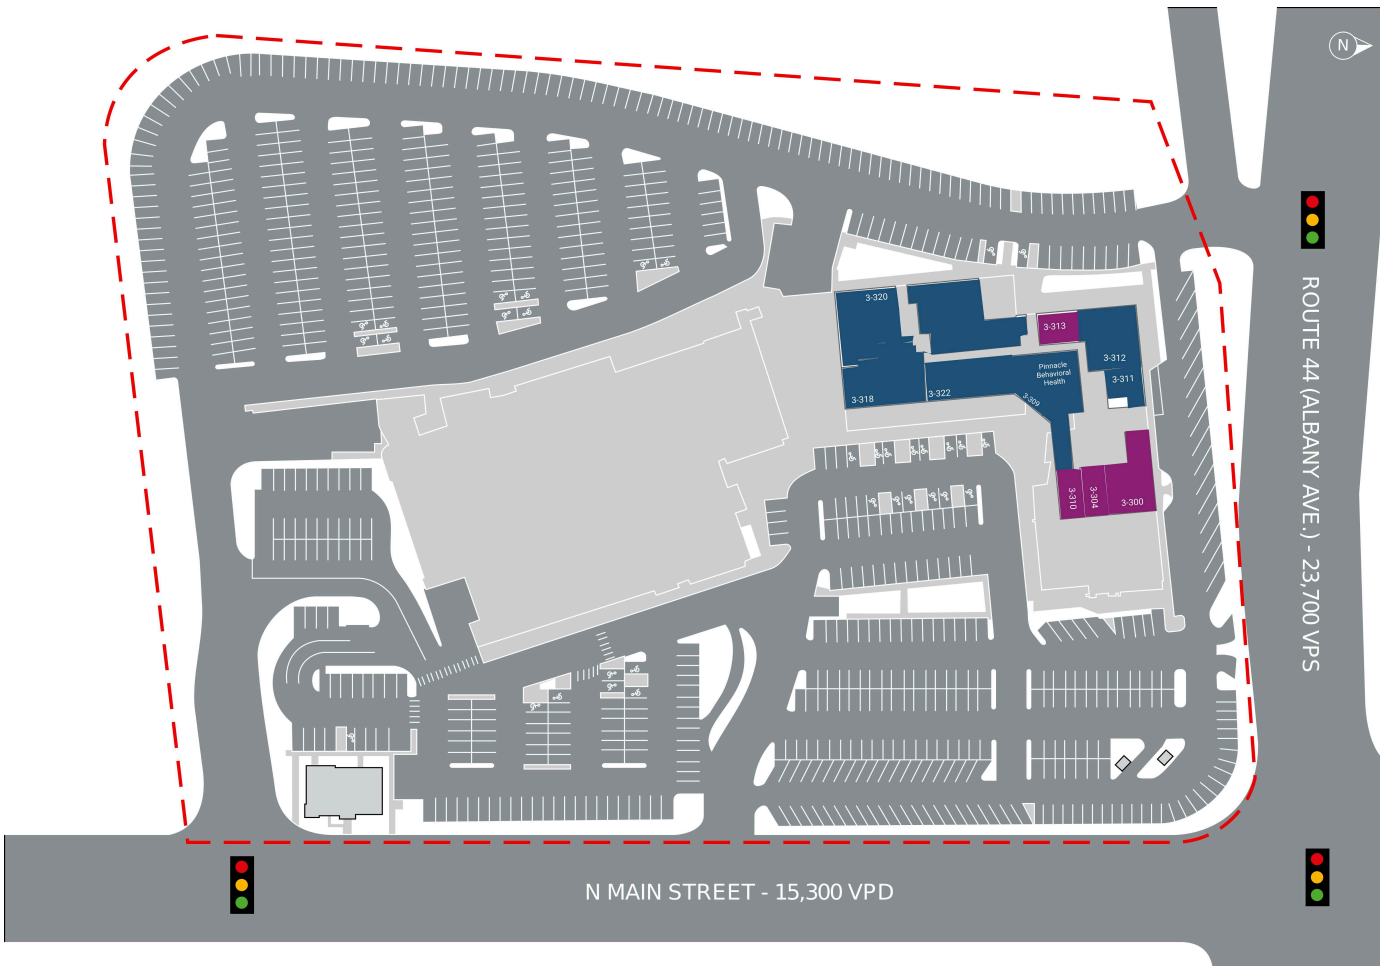 N
3-320
3-313
3-312
Pinnacle
Behavioral
Health
3-311
3-318
3-322
3-309
3-310
3-304
3-300
ROUTE 44 (ALBANY AVE.) - 23,700 VPS
N MAIN STREET - 15,300 VPD